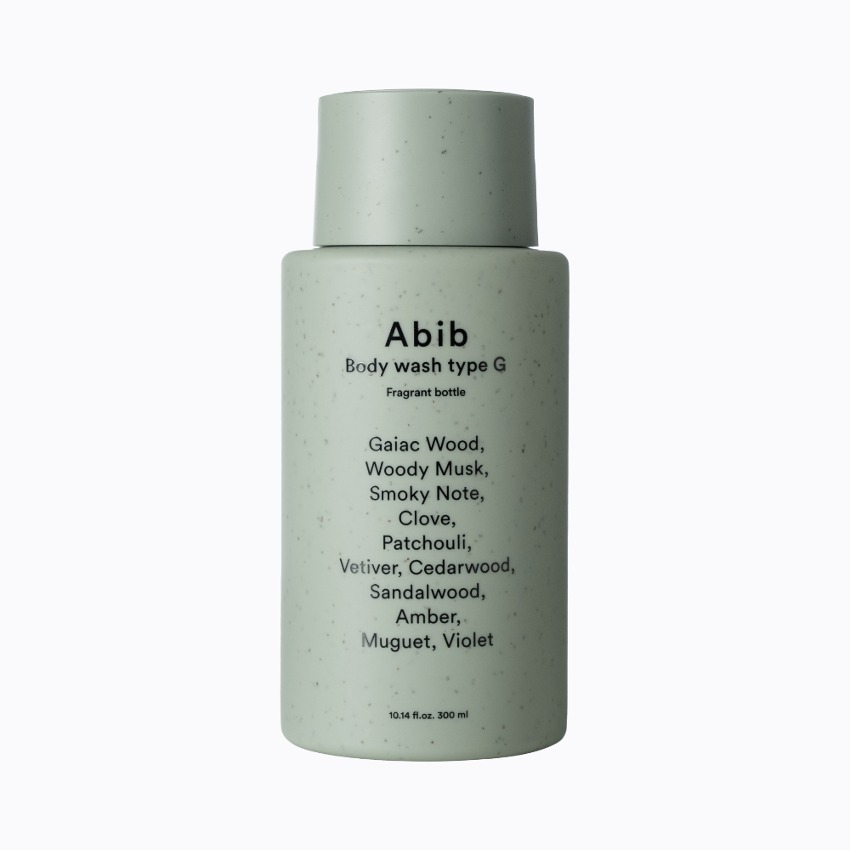 Abib
Body wash type G
Fragrant bottle
Gaiac Wood,
Woody Musk,
Smoky Note,
Clove,
Patchouli,
Vetiver, Cedarwood,
Sandalwood,
Amber,
Muguet, Violet
10.14 fl.oz. 300 ml